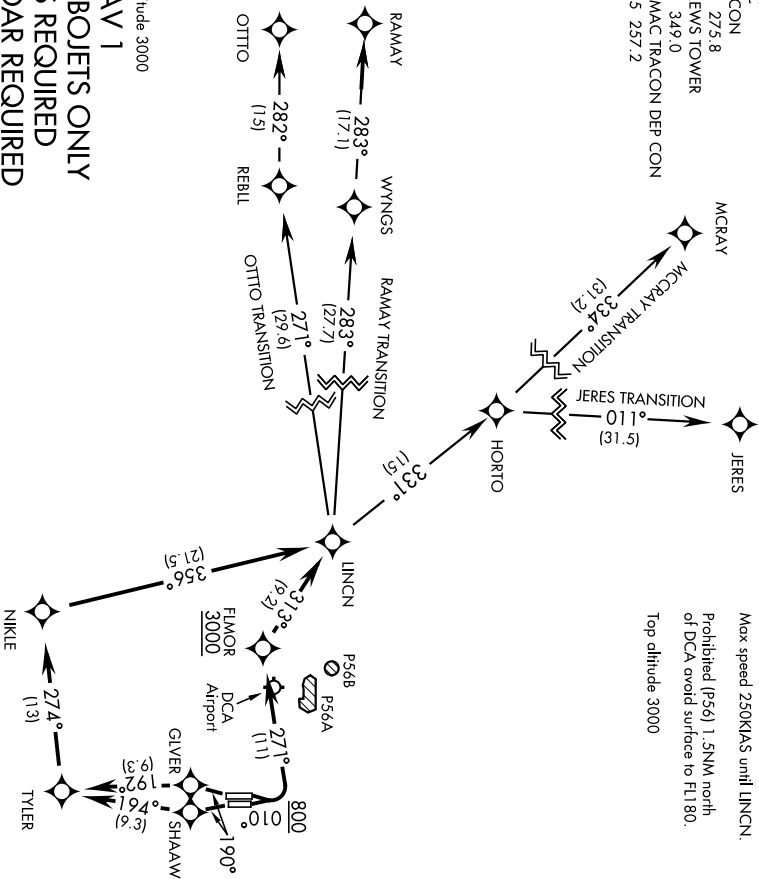 CON
275.8
EWS TOWER
349.0
MAC TRACON DEP CON
5 257.2
tude 3000
AV 1
BOJETS ONLY
S REQUIRED
DAR REQUIRED
Max speed 250KIAS until LINCN.
Prohibited (P56) 1.5NM north
of DCA avoid surface to FL180.
Top altitude 3000
MCRAY
MCCRAY TRANSITION
334°
(31.2)
JERES
JERES TRANSITION
011°
(31.5)
HORTO
331°
(15)
RAMAY
283°
(17.1)
WYNGS
RAMAY TRANSITION
283°
(27.7)
OTTTO
282°
(15)
REBLL
271°
(29.6)
OTTTO TRANSITION
LINCN
313°
(9.2)
FLMOR
3000
P56B
P56A
DCA
Airport
271°
(11)
800
010°
190°
356°
(21.5)
NIKLE
274°
(13)
TYLER
GLVER
192°
(9.3)
194°
(9.3)
SHAAW